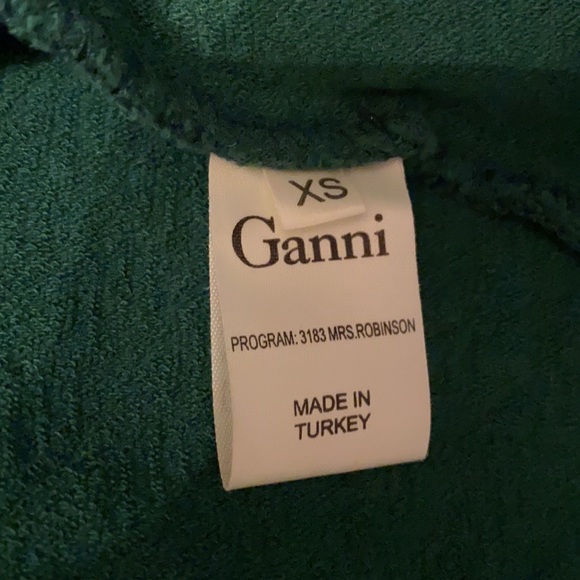 XS
Ganni
PROGRAM: 3183 MRS.ROBINSON
MADE IN
TURKEY